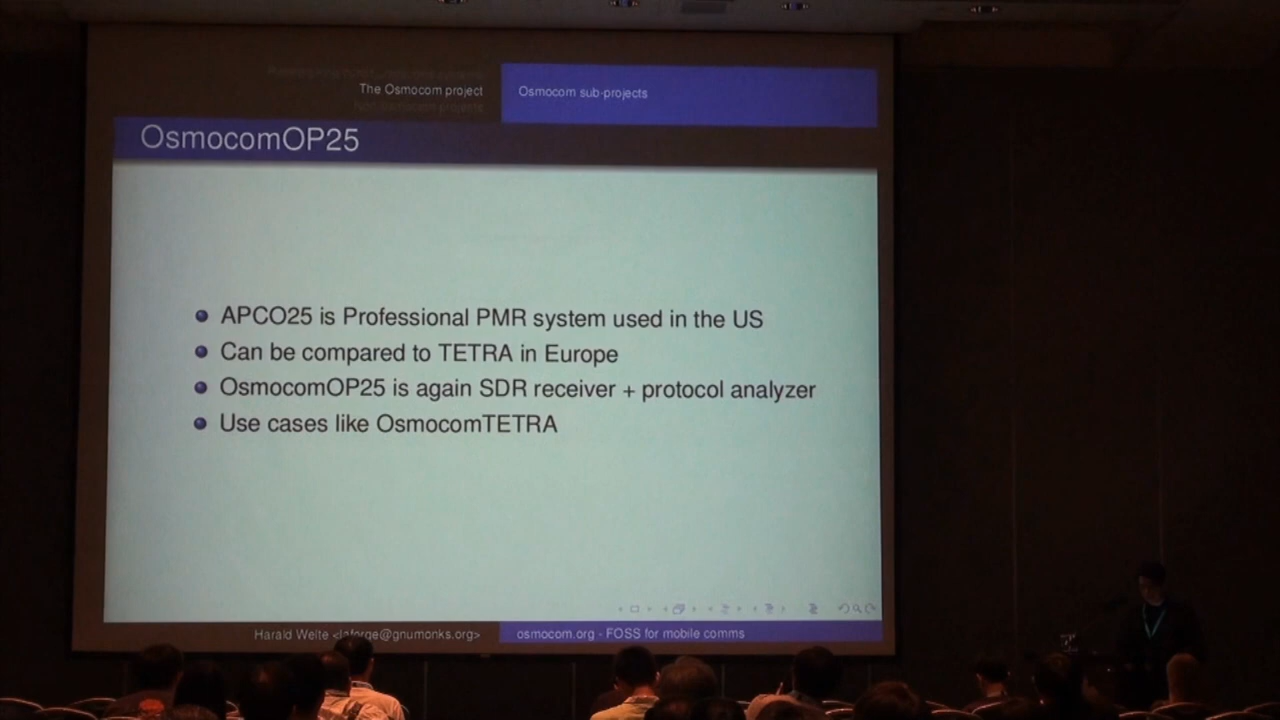 The Osmocom project
Osmocom sub-projects
OsmocomOP25
APCO25 is Professional PMR system used in the US
Can be compared to TETRA in Europe
OsmocomOP25 is again SDR receiver + protocol analyzer
Use cases like OsmocomTETRA
Harald Welte <laforge@gnumonks.org>
osmocom.org - FOSS for mobile comms